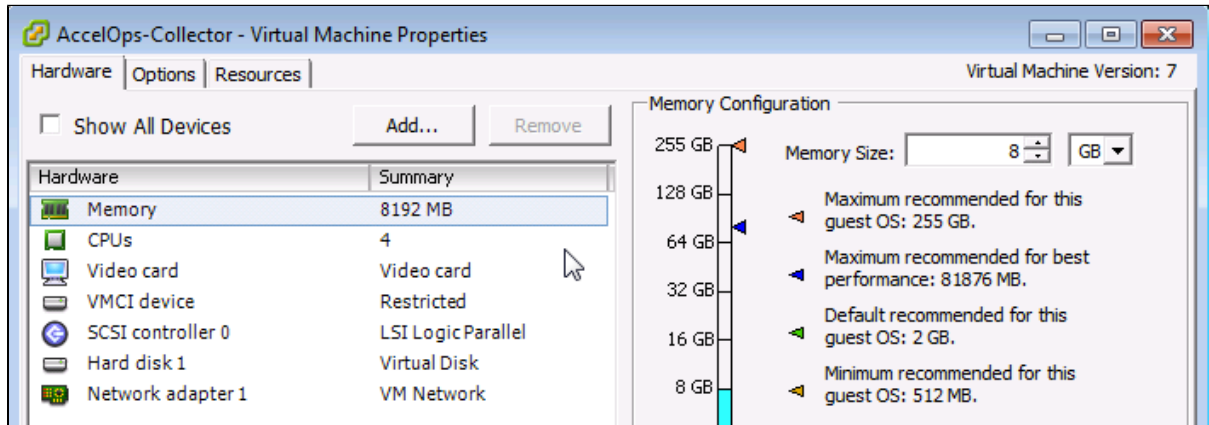 AccelOps-Collector - Virtual Machine Properties
Hardware Options Resources
Virtual Machine Version: 7
Show All Devices
Add...
Remove
Hardware Summary
Memory 8192 MB
CPUs 4
Video card Video card
VMCI device Restricted
SCSI controller 0 LSI Logic Parallel
Hard disk 1 Virtual Disk
Network adapter 1 VM Network
Memory Configuration
255 GB
128 GB
64 GB
32 GB
16 GB
8 GB
Memory Size: 8 GB
Maximum recommended for this
guest OS: 255 GB.
Maximum recommended for best
performance: 81876 MB.
Default recommended for this
guest OS: 2 GB.
Minimum recommended for this
guest OS: 512 MB.